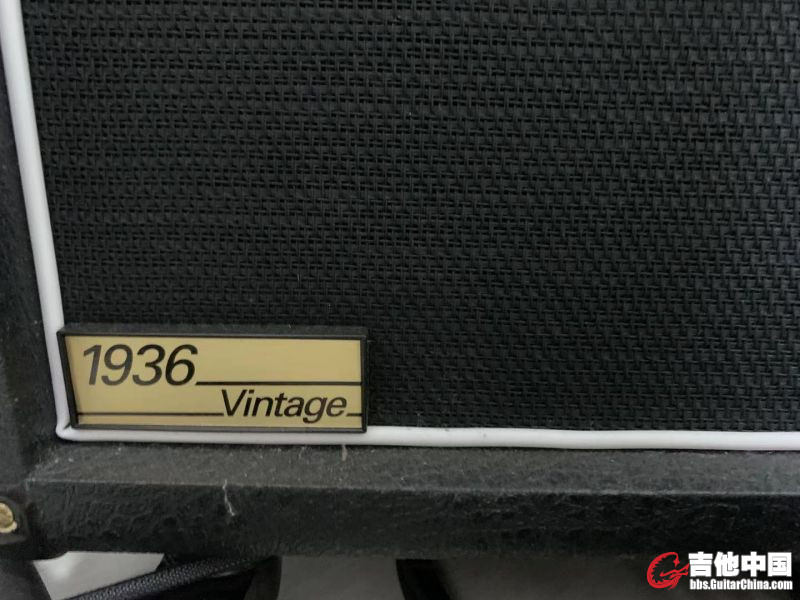 1936
Vintage
吉他中国
bbs.GuitarChina.com